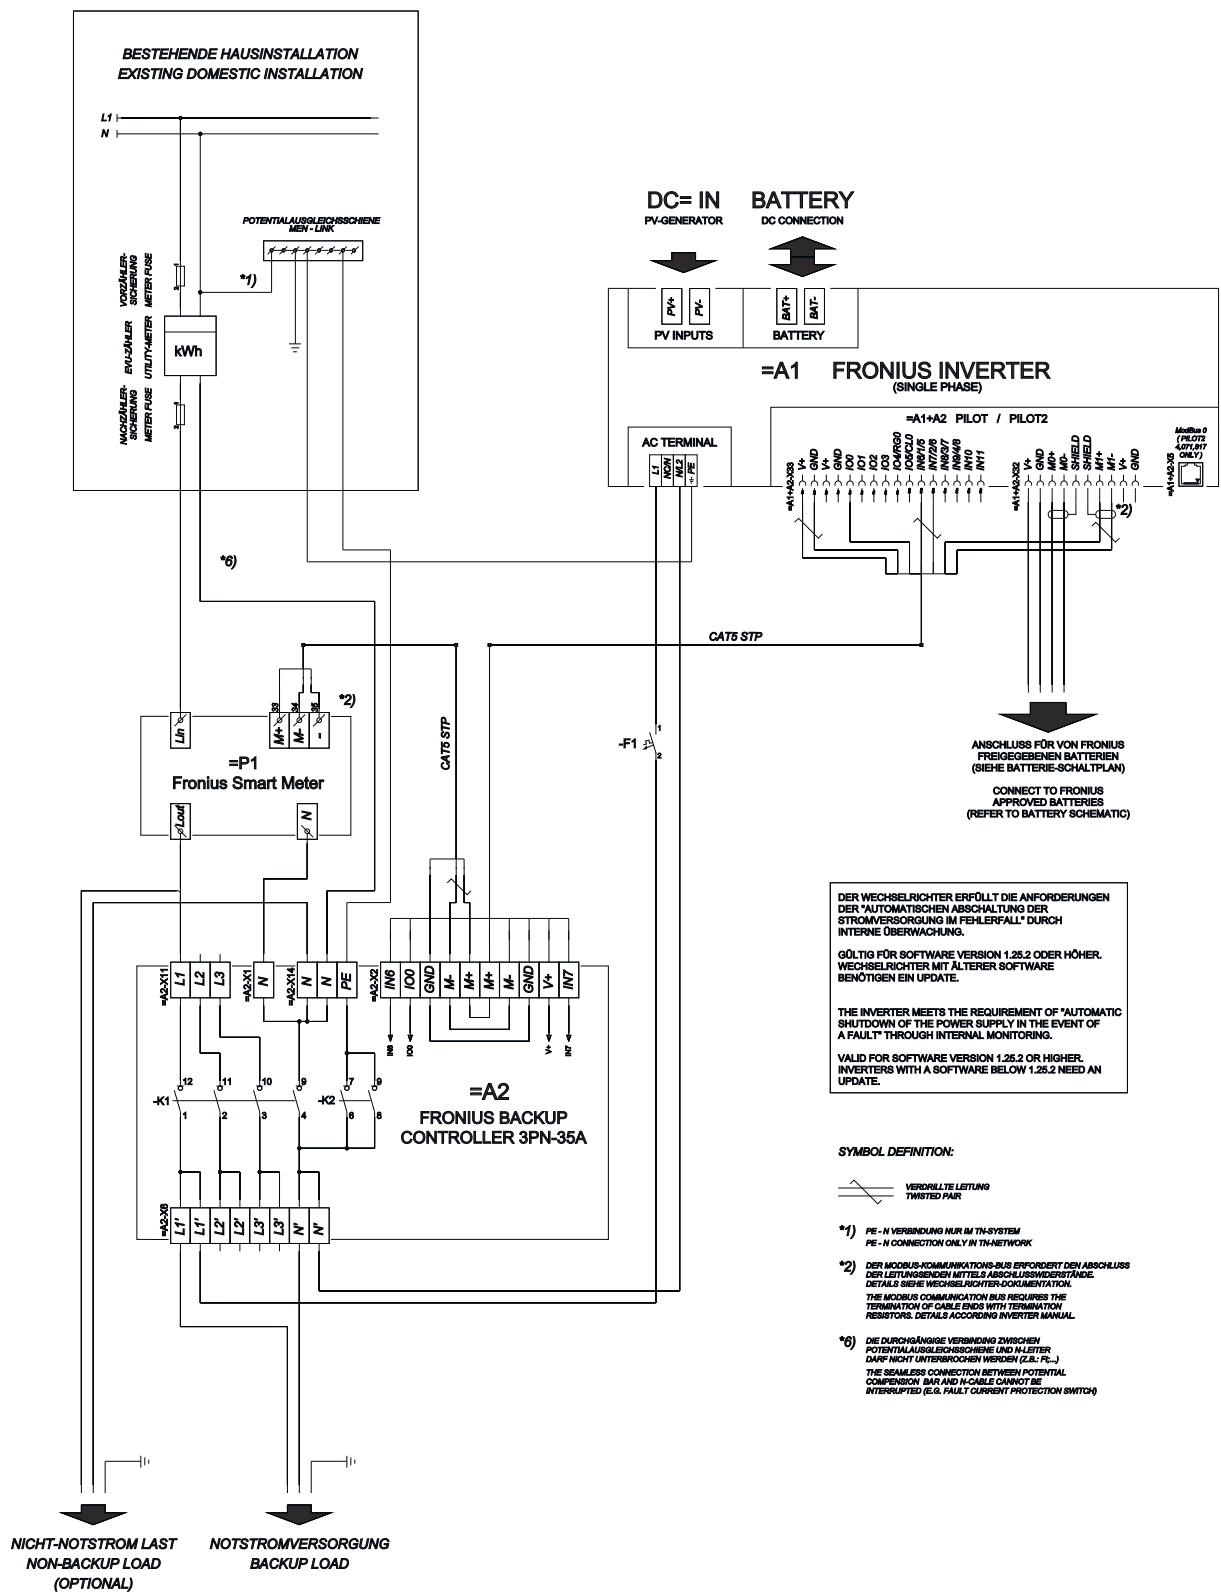 BESTEHENDE HAUSINSTALLATION
EXISTING DOMESTIC INSTALLATION
L1
N
POTENTIALAUSGLEICHSSCHIENE
MEN - LINK
*1)
VORZÄHLER-
SICHERUNG
METER FUSE
1
2
EVU-ZÄHLER
UTILITY-METER
kWh
NACHZÄHLER-
SICHERUNG
METER FUSE
1
2
*6)
DC= IN
PV-GENERATOR
BATTERY
DC CONNECTION
PV+
PV-
PV INPUTS
BAT+
BAT-
BATTERY
=A1 FRONIUS INVERTER
(SINGLE PHASE)
AC TERMINAL
L1
NC/N
N/L2
PE
=A1+A2 PILOT / PILOT2
=A1+A2-X33
V+
GND
V+
GND
IO0
IO1
IO2
IO3
IO4/RG0
IO5/CL0
IN6/1/5
IN7/2/6
IN8/3/7
IN9/4/8
IN10
IN11
=A1+A2-X32
V+
GND
M0+
M0-
SHIELD
SHIELD
M1+
M1-
V+
GND
ModBus 0
( PILOT2
4,071,817
ONLY )
=A1+A2-X5
*2)
CAT5 STP
ANSCHLUSS FÜR VON FRONIUS
FREIGEGEBENEN BATTERIEN
(SIEHE BATTERIE-SCHALTPLAN)
CONNECT TO FRONIUS
APPROVED BATTERIES
(REFER TO BATTERY SCHEMATIC)
Lin
33
34
35
M+
M-
-
*2)
=P1
Fronius Smart Meter
Lout
N
CAT5 STP
-F1
1
2
=A2-X11
L1
L2
L3
=A2-X1
N
=A2-X14
N
N
PE
=A2-X2
IN6
IO0
GND
M-
M+
M+
M-
GND
V+
IN7
IN6
IO0
V+
IN7
-K1
12
11
10
9
1
2
3
4
-K2
7
9
6
8
=A2
FRONIUS BACKUP
CONTROLLER 3PN-35A
=A2-X6
L1'
L1'
L2'
L2'
L3'
L3'
N'
N'
NICHT-NOTSTROM LAST
NON-BACKUP LOAD
(OPTIONAL)
NOTSTROMVERSORGUNG
BACKUP LOAD
DER WECHSELRICHTER ERFÜLLT DIE ANFORDERUNGEN
DER "AUTOMATISCHEN ABSCHALTUNG DER
STROMVERSORGUNG IM FEHLERFALL" DURCH
INTERNE ÜBERWACHUNG.
GÜLTIG FÜR SOFTWARE VERSION 1.25.2 ODER HÖHER.
WECHSELRICHTER MIT ÄLTERER SOFTWARE
BENÖTIGEN EIN UPDATE.
THE INVERTER MEETS THE REQUIREMENT OF "AUTOMATIC
SHUTDOWN OF THE POWER SUPPLY IN THE EVENT OF
A FAULT" THROUGH INTERNAL MONITORING.
VALID FOR SOFTWARE VERSION 1.25.2 OR HIGHER.
INVERTERS WITH A SOFTWARE BELOW 1.25.2 NEED AN
UPDATE.
SYMBOL DEFINITION:
VERDRILLTE LEITUNG
TWISTED PAIR
*1) PE - N VERBINDUNG NUR IM TN-SYSTEM
PE - N CONNECTION ONLY IN TN-NETWORK
*2) DER MODBUS-KOMMUNIKATIONS-BUS ERFORDERT DEN ABSCHLUSS
DER LEITUNGSENDEN MITTELS ABSCHLUSSWIDERSTÄNDE.
DETAILS SIEHE WECHSELRICHTER-DOKUMENTATION.
THE MODBUS COMMUNICATION BUS REQUIRES THE
TERMINATION OF CABLE ENDS WITH TERMINATION
RESISTORS. DETAILS ACCORDING INVERTER MANUAL.
*6) DIE DURCHGÄNGIGE VERBINDING ZWISCHEN
POTENTIALAUSGLEICHSSCHIENE UND N-LEITER
DARF NICHT UNTERBROCHEN WERDEN (Z.B.: FI;...)
THE SEAMLESS CONNECTION BETWEEN POTENTIAL
COMPENSION BAR AND N-CABLE CANNOT BE
INTERRUPTED (E.G. FAULT CURRENT PROTECTION SWITCH)